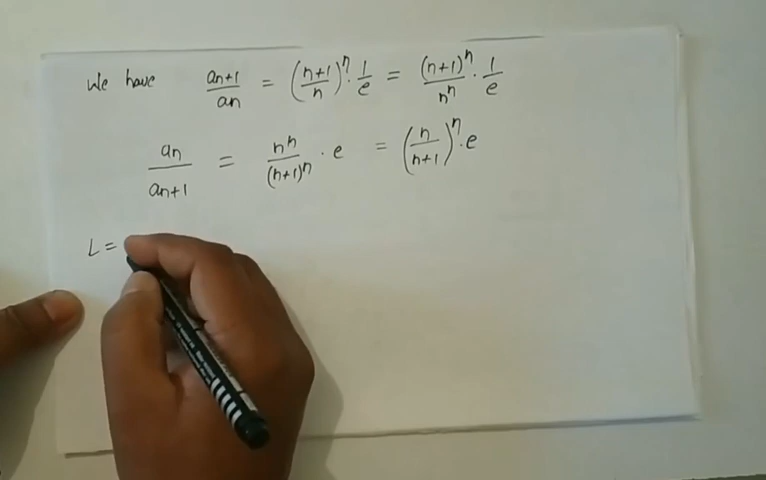 We have an+1/an = (n+1/n)^n · 1/e = (n+1)^n/n^n · 1/e
an/an+1 = n^n/(n+1)^n · e = (n/n+1)^n · e
L =